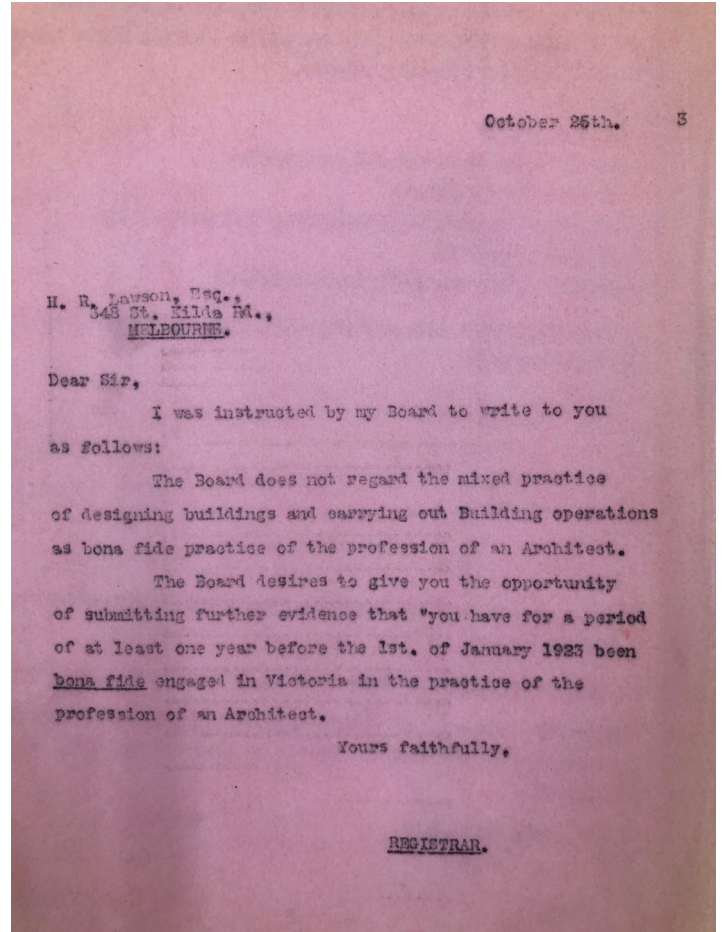 October 25th. 3
H. R. Lawson, Esq.,
348 St. Kilda Rd.,
MELBOURNE.
Dear Sir,
I was instructed by my Board to write to you
as follows:
The Board does not regard the mixed practice
of designing buildings and carrying out Building operations
as bona fide practice of the profession of an Architect.
The Board desires to give you the opportunity
of submitting further evidence that "you have for a period
of at least one year before the 1st. of January 1923 been
bona fide engaged in Victoria in the practice of the
profession of an Architect.
Yours faithfully,
REGISTRAR.